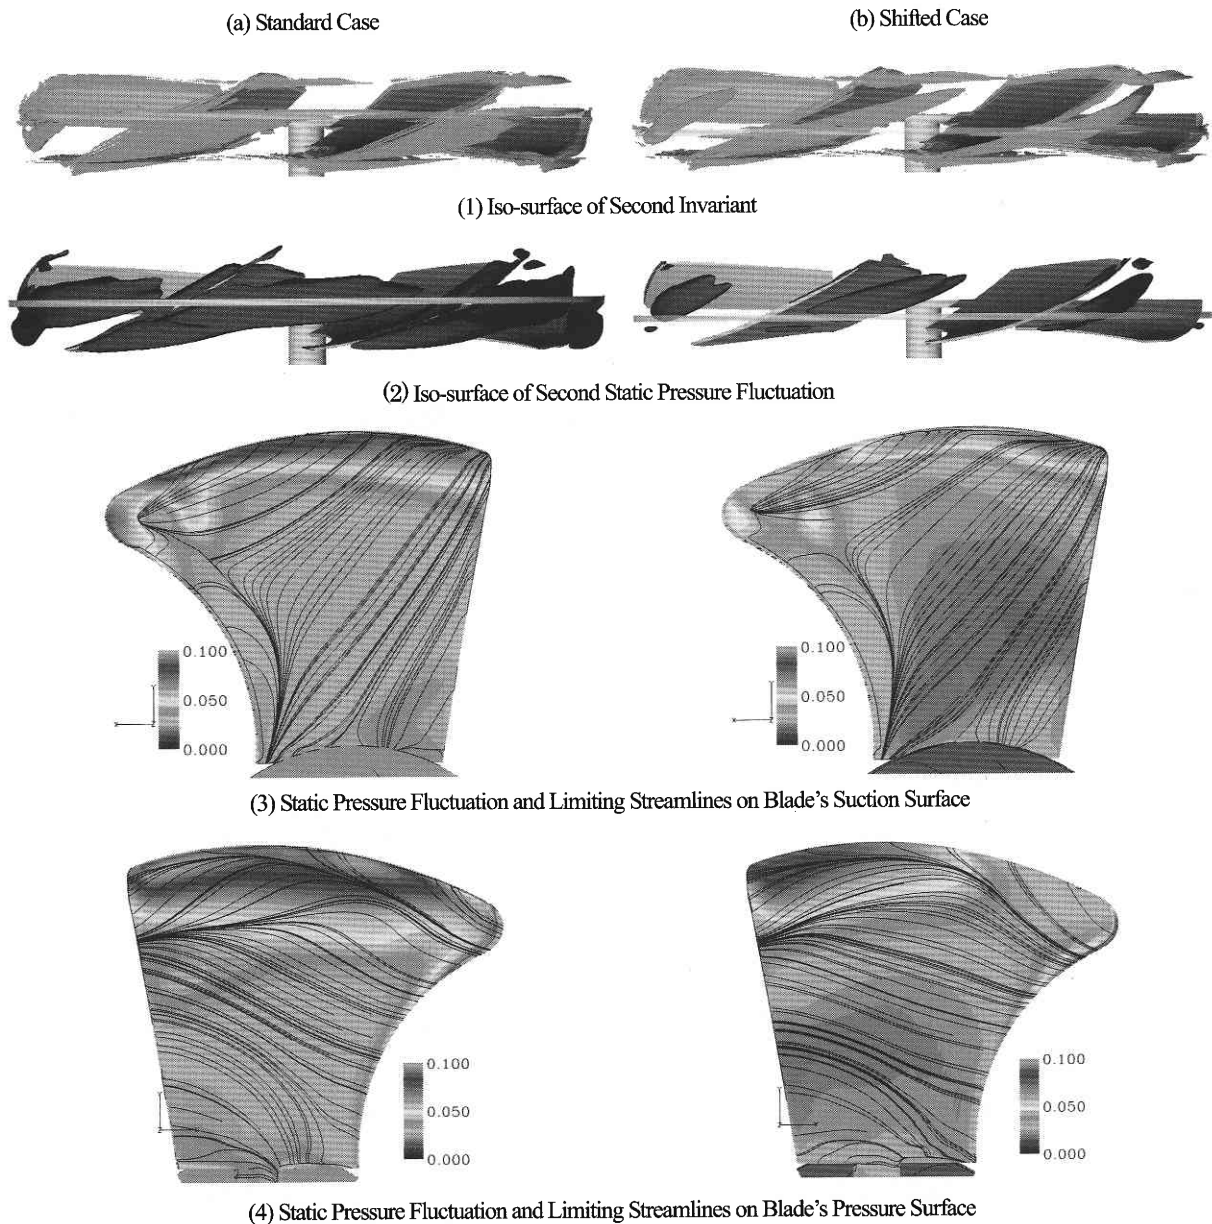 (a) Standard Case
(b) Shifted Case
(1) Iso-surface of Second Invariant
(2) Iso-surface of Second Static Pressure Fluctuation
0.100
0.050
0.000
0.100
0.050
0.000
(3) Static Pressure Fluctuation and Limiting Streamlines on Blade's Suction Surface
0.100
0.050
0.000
0.100
0.050
0.000
(4) Static Pressure Fluctuation and Limiting Streamlines on Blade's Pressure Surface